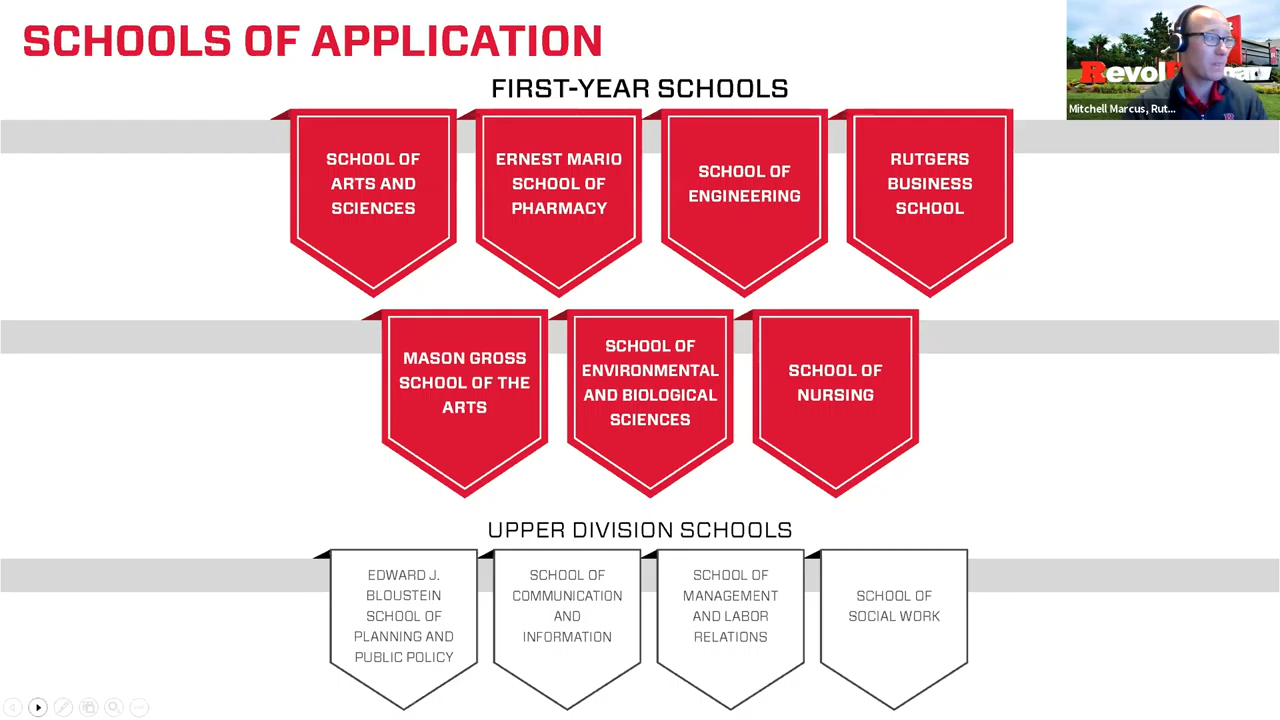 SCHOOLS OF APPLICATION
FIRST-YEAR SCHOOLS
SCHOOL OF
ARTS AND
SCIENCES
ERNEST MARIO
SCHOOL OF
PHARMACY
SCHOOL OF
ENGINEERING
RUTGERS
BUSINESS
SCHOOL
MASON GROSS
SCHOOL OF THE
ARTS
SCHOOL OF
ENVIRONMENTAL
AND BIOLOGICAL
SCIENCES
SCHOOL OF
NURSING
UPPER DIVISION SCHOOLS
EDWARD J.
BLOUSTEIN
SCHOOL OF
PLANNING AND
PUBLIC POLICY
SCHOOL OF
COMMUNICATION
AND
INFORMATION
SCHOOL OF
MANAGEMENT
AND LABOR
RELATIONS
SCHOOL OF
SOCIAL WORK
Mitchell Marcus, Rut...